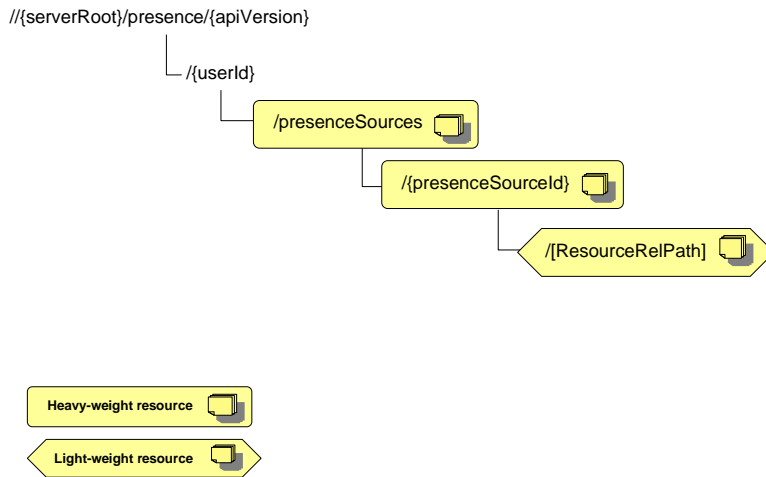 //{serverRoot}/presence/{apiVersion}
/{userId}
/presenceSources
/{presenceSourceId}
/[ResourceRelPath]
Heavy-weight resource
Light-weight resource